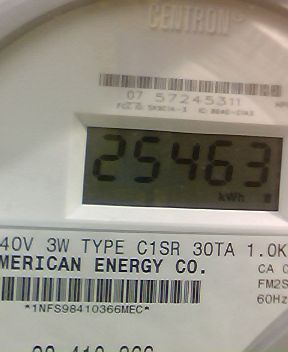 CENTRON®
07 57245311
25463
kWh
40V 3W TYPE C1SR 30TA 1.0K
MERICAN ENERGY CO.
CA 0
*1NFS98410366MEC*
FM2S
60Hz